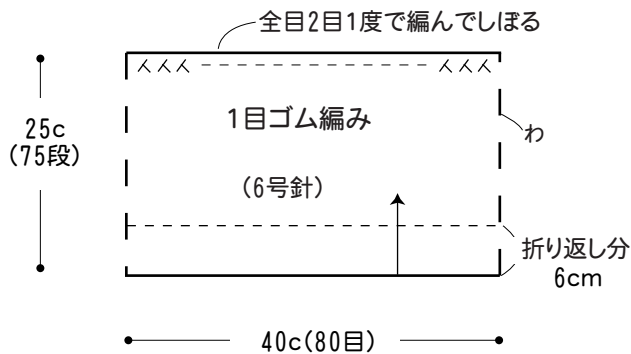 全目2目1度で編んでしぼる
1目ゴム編み
25c
(75段)
わ
(6号針)
折り返し分
6cm
40c(80目)